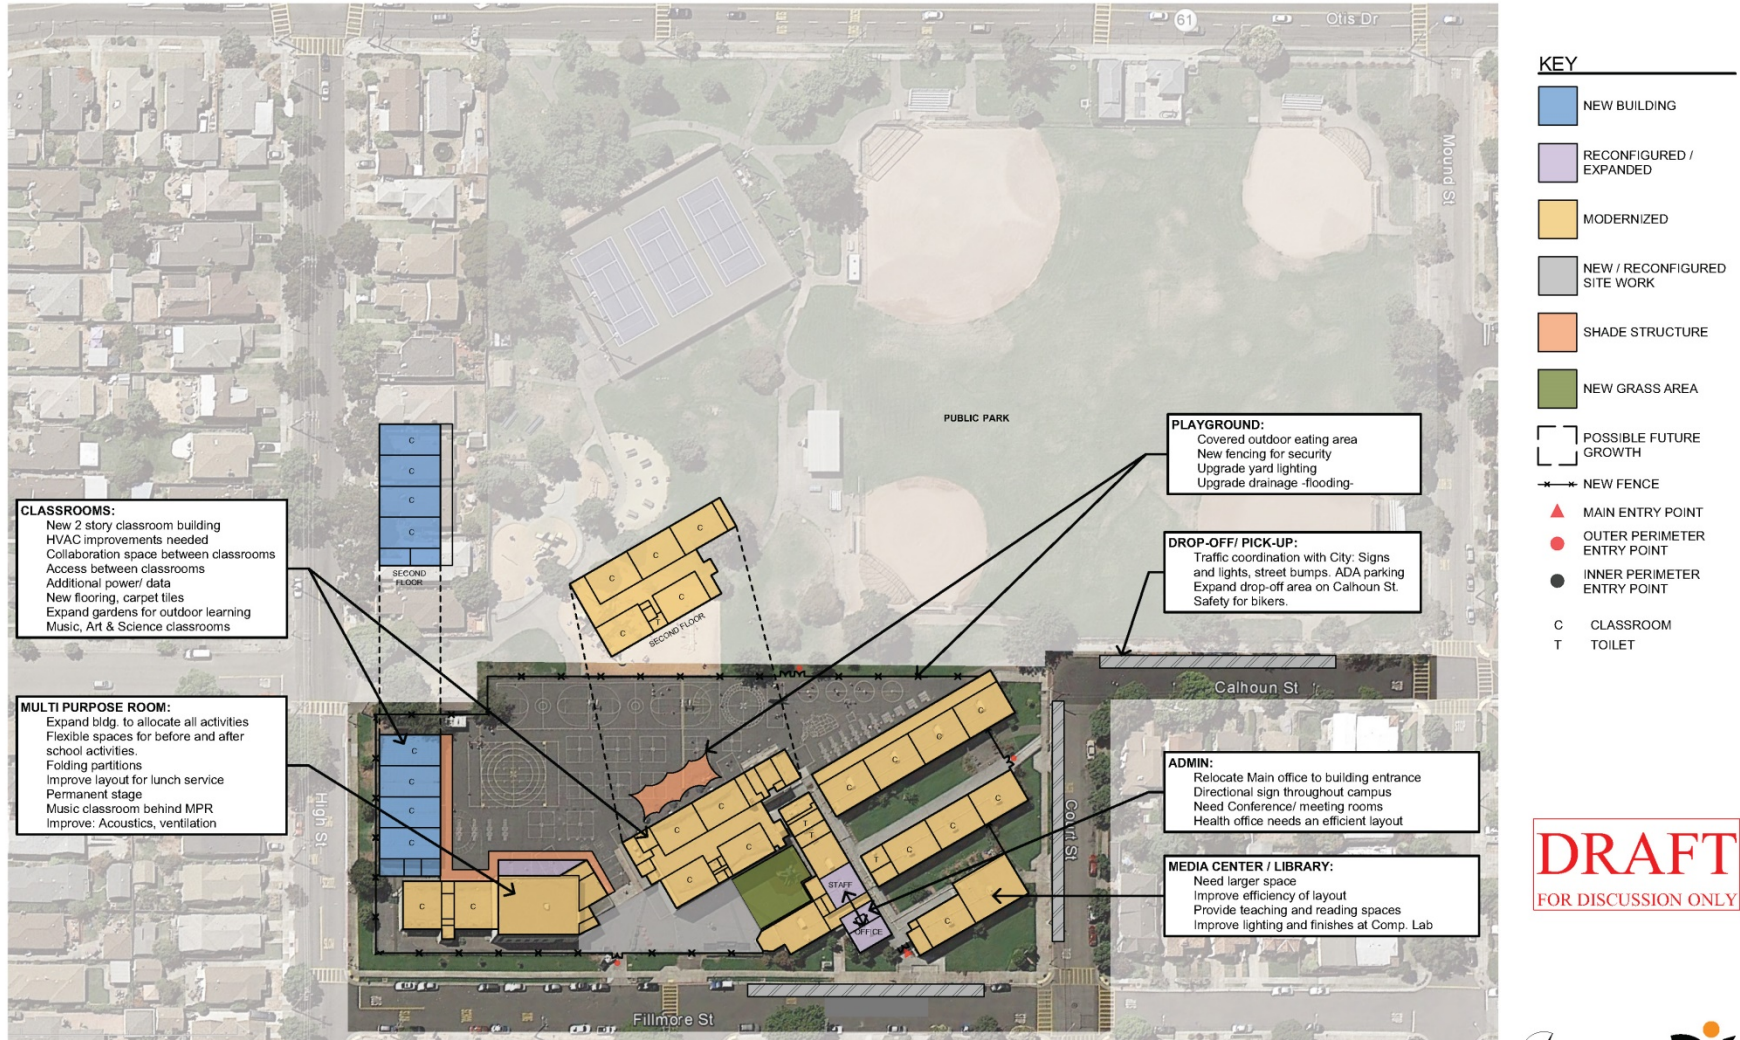 Otis Dr
61
Mound St
PUBLIC PARK
C
C
C
C
SECOND
FLOOR
C
C
C
C
C
T
SECOND FLOOR
CLASSROOMS:
New 2 story classroom building
HVAC improvements needed
Collaboration space between classrooms
Access between classrooms
Additional power/ data
New flooring, carpet tiles
Expand gardens for outdoor learning
Music, Art & Science classrooms
MULTI PURPOSE ROOM:
Expand bldg. to allocate all activities
Flexible spaces for before and after
school activities.
Folding partitions
Improve layout for lunch service
Permanent stage
Music classroom behind MPR
Improve: Acoustics, ventilation
PLAYGROUND:
Covered outdoor eating area
New fencing for security
Upgrade yard lighting
Upgrade drainage -flooding-
DROP-OFF/ PICK-UP:
Traffic coordination with City: Signs
and lights, street bumps. ADA parking
Expand drop-off area on Calhoun St.
Safety for bikers.
Calhoun St
ADMIN:
Relocate Main office to building entrance
Directional sign throughout campus
Need Conference/ meeting rooms
Health office needs an efficient layout
MEDIA CENTER / LIBRARY:
Need larger space
Improve efficiency of layout
Provide teaching and reading spaces
Improve lighting and finishes at Comp. Lab
High St
Court St
Fillmore St
C
C
C
C
C
C
C
C
C
C
T
T
STAFF
OFFICE
C
C
C
C
T
C
C
C
C
KEY
NEW BUILDING
RECONFIGURED /
EXPANDED
MODERNIZED
NEW / RECONFIGURED
SITE WORK
SHADE STRUCTURE
NEW GRASS AREA
POSSIBLE FUTURE
GROWTH
NEW FENCE
MAIN ENTRY POINT
OUTER PERIMETER
ENTRY POINT
INNER PERIMETER
ENTRY POINT
C CLASSROOM
T TOILET
DRAFT
FOR DISCUSSION ONLY